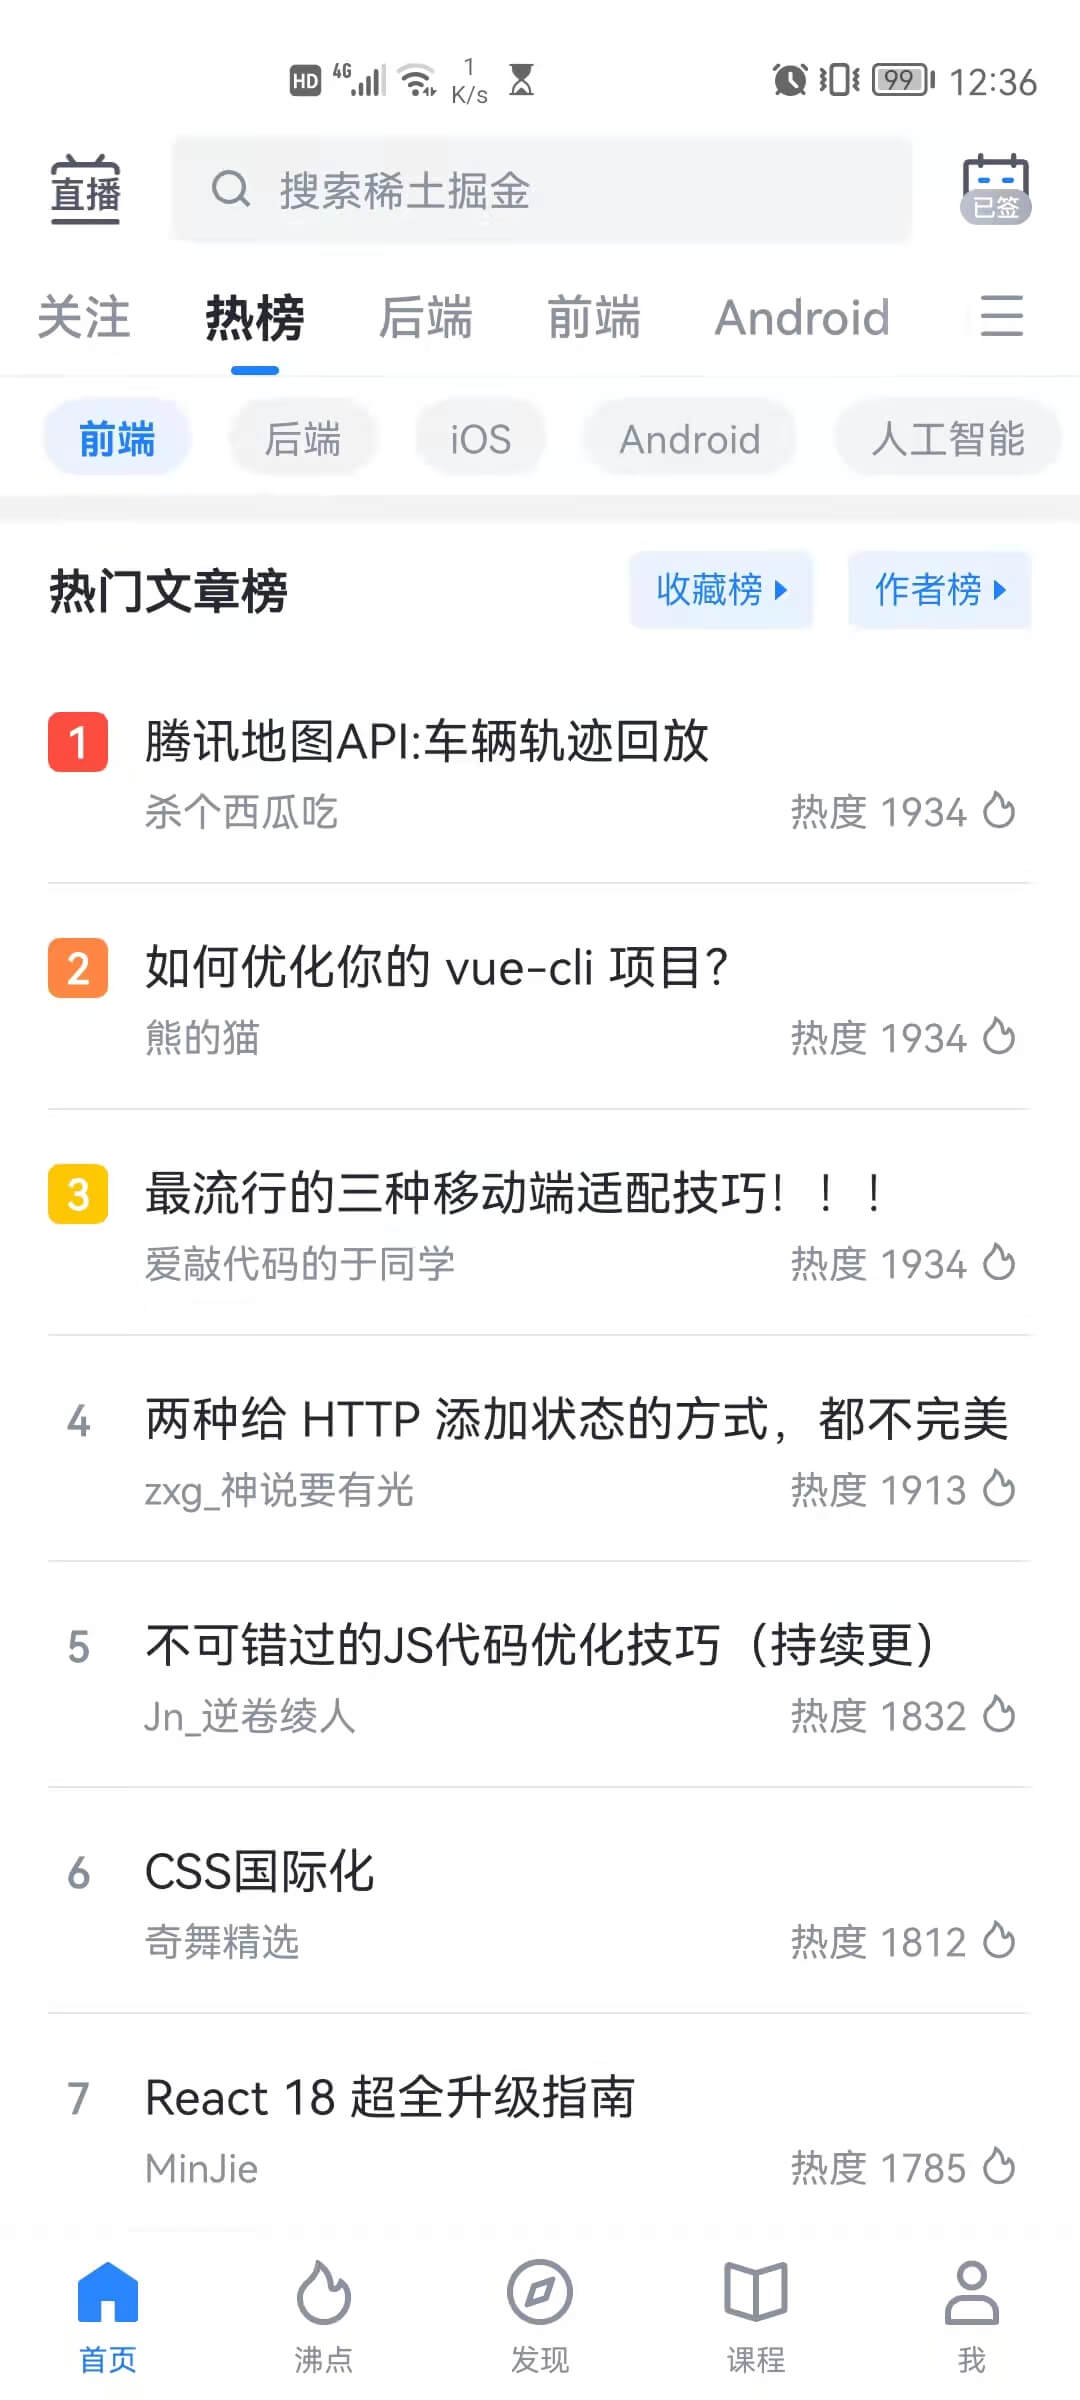 HD 4G 1 K/s 99 12:36
直播 搜索稀土掘金 已签
关注 热榜 后端 前端 Android
前端 后端 iOS Android 人工智能
热门文章榜 收藏榜 作者榜
1 腾讯地图API:车辆轨迹回放
杀个西瓜吃 热度 1934
2 如何优化你的 vue-cli 项目？
熊的猫 热度 1934
3 最流行的三种移动端适配技巧！！！
爱敲代码的于同学 热度 1934
4 两种给 HTTP 添加状态的方式，都不完美
zxg_神说要有光 热度 1913
5 不可错过的JS代码优化技巧（持续更）
Jn_逆卷绫人 热度 1832
6 CSS国际化
奇舞精选 热度 1812
7 React 18 超全升级指南
MinJie 热度 1785
首页 沸点 发现 课程 我